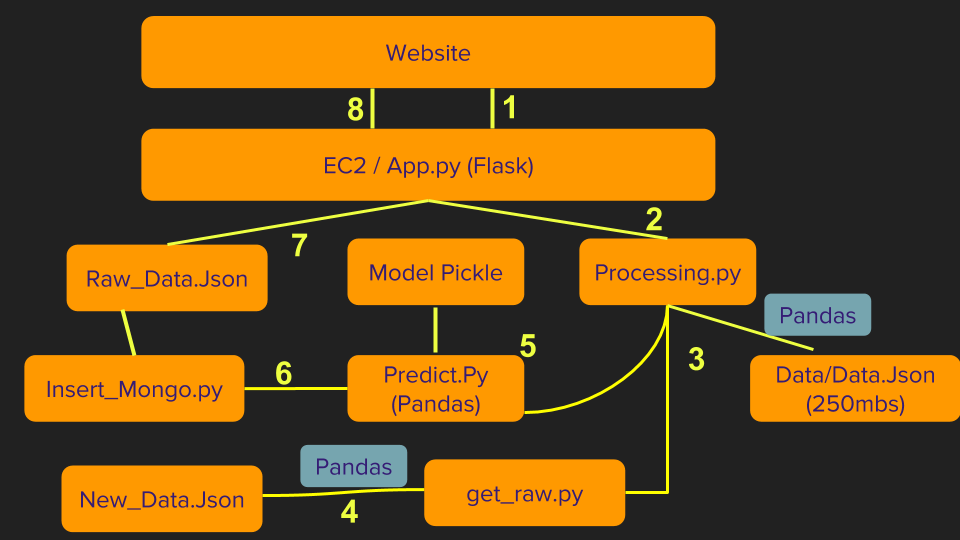 Website
8
1
EC2 / App.py (Flask)
2
7
Raw_Data.Json
Model Pickle
Processing.py
Pandas
5
3
6
Insert_Mongo.py
Predict.Py
(Pandas)
Data/Data.Json
(250mbs)
Pandas
New_Data.Json
get_raw.py
4